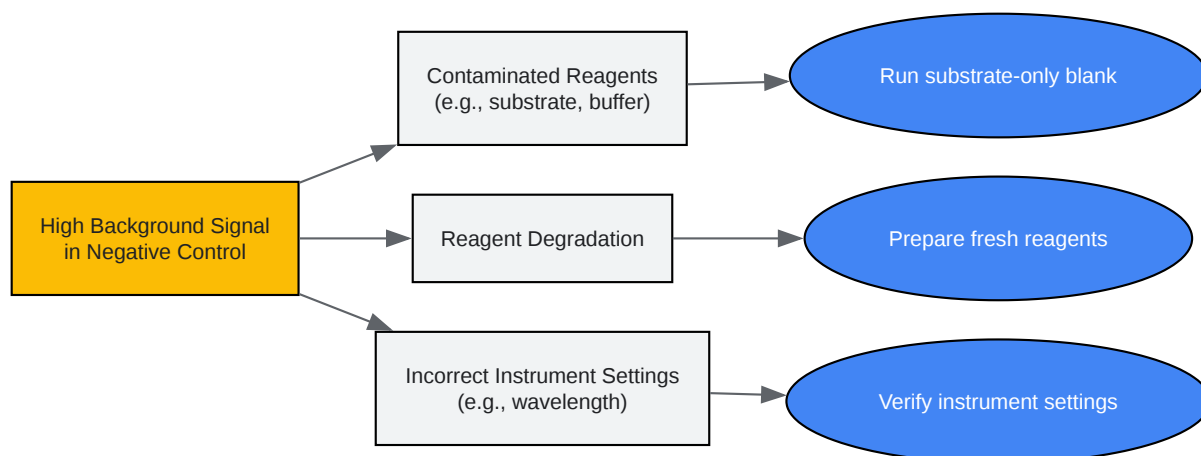 High Background Signal
in Negative Control
Contaminated Reagents
(e.g., substrate, buffer)
Run substrate-only blank
Reagent Degradation
Prepare fresh reagents
Incorrect Instrument Settings
(e.g., wavelength)
Verify instrument settings